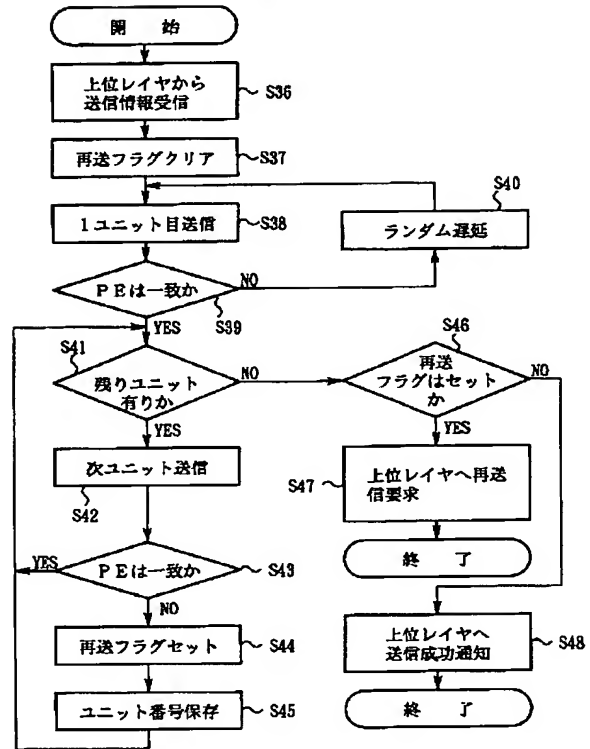 開 始
上位レイヤから
送信情報受信
S36
再送フラグクリア
S37
S40
ランダム遅延
1ユニット目送信
S38
PEは一致か
NO
S39
YES
S41
残りユニット
有りか
NO
S46
再送
フラグはセット
か
NO
YES
YES
次ユニット送信
S42
S47
上位レイヤへ再送
信要求
終 了
YES
PEは一致か
S43
NO
再送フラグセット
S44
上位レイヤへ
送信成功通知
S48
ユニット番号保存
S45
終 了